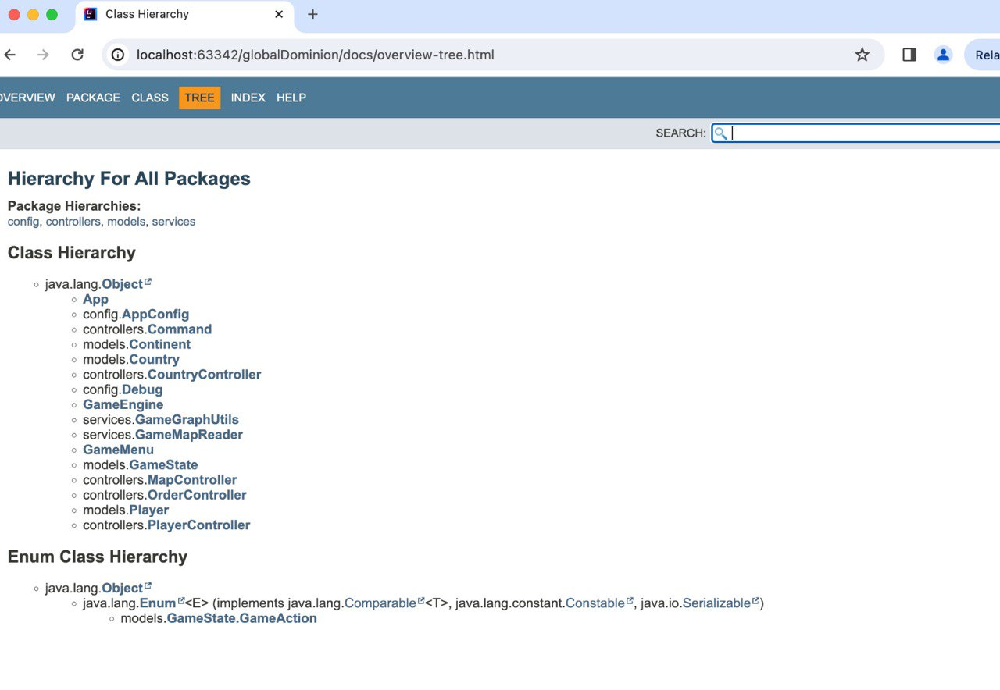 Class Hierarchy
localhost:63342/globalDominion/docs/overview-tree.html
Rela
OVERVIEW PACKAGE CLASS TREE INDEX HELP
SEARCH:
Hierarchy For All Packages
Package Hierarchies:
config, controllers, models, services
Class Hierarchy
java.lang.Object
App
config.AppConfig
controllers.Command
models.Continent
models.Country
controllers.CountryController
config.Debug
GameEngine
services.GameGraphUtils
services.GameMapReader
GameMenu
models.GameState
controllers.MapController
controllers.OrderController
models.Player
controllers.PlayerController
Enum Class Hierarchy
java.lang.Object
java.lang.Enum<E> (implements java.lang.Comparable<T>, java.lang.constant.Constable, java.io.Serializable)
models.GameState.GameAction